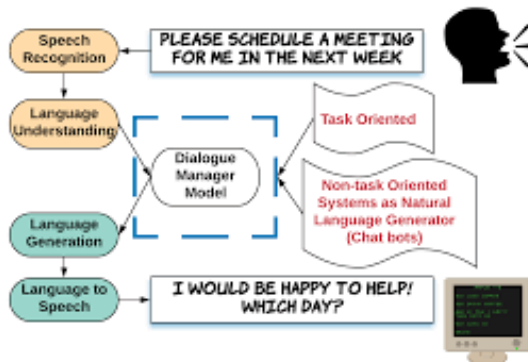 Speech
Recognition
PLEASE SCHEDULE A MEETING
FOR ME IN THE NEXT WEEK
Language
Understanding
Task Oriented
Dialogue
Manager
Model
Non-task Oriented
Systems as Natural
Language Generator
(Chat bots)
Language
Generation
Language to
Speech
I WOULD BE HAPPY TO HELP!
WHICH DAY?